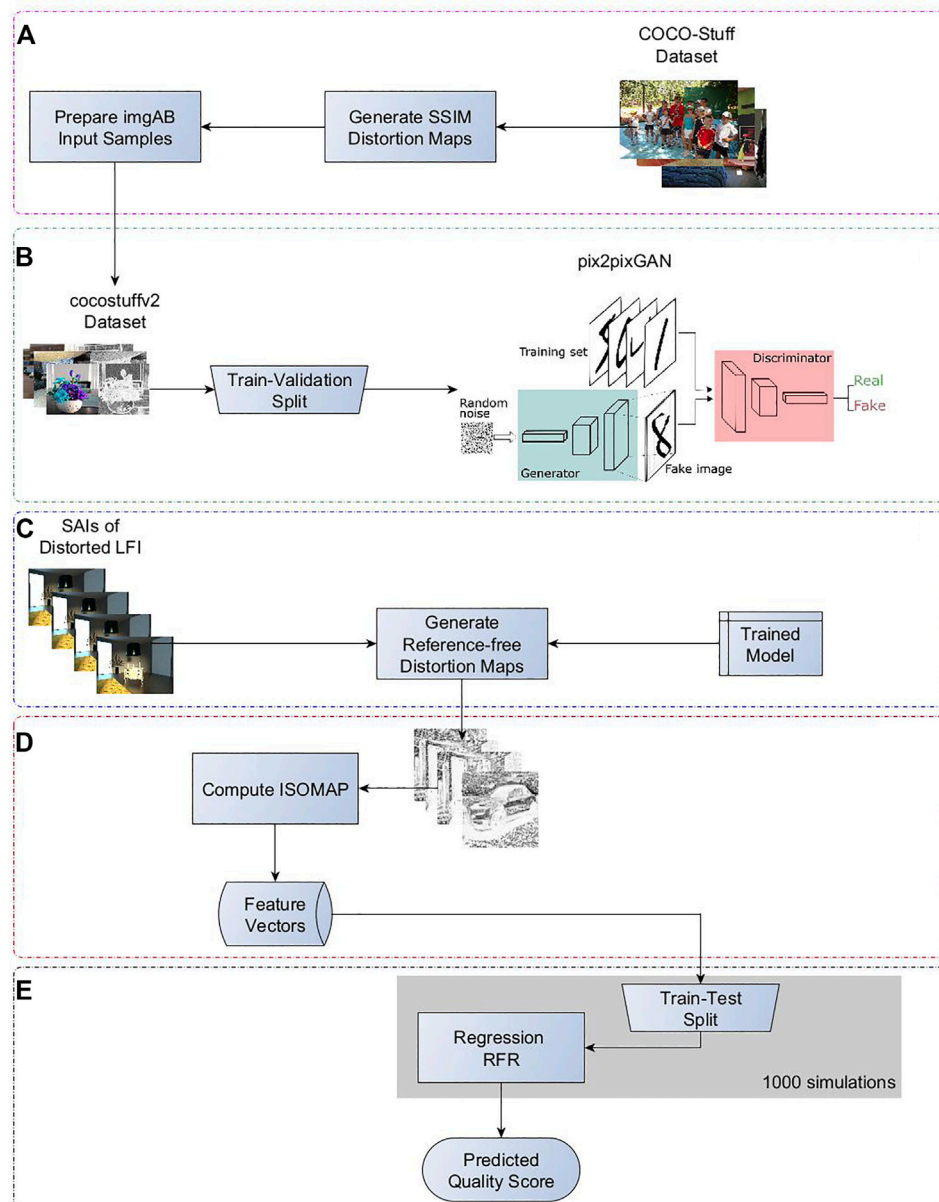 A
COCO-Stuff
Dataset
Prepare imgAB
Input Samples
Generate SSIM
Distortion Maps
B
pix2pixGAN
cocostuffv2
Dataset
Train-Validation
Split
Training set
Random
noise
Generator
8
Fake image
Discriminator
Real
Fake
C
SAIs of
Distorted LFI
Generate
Reference-free
Distortion Maps
Trained
Model
D
Compute ISOMAP
Feature
Vectors
E
Train-Test
Split
Regression
RFR
1000 simulations
Predicted
Quality Score